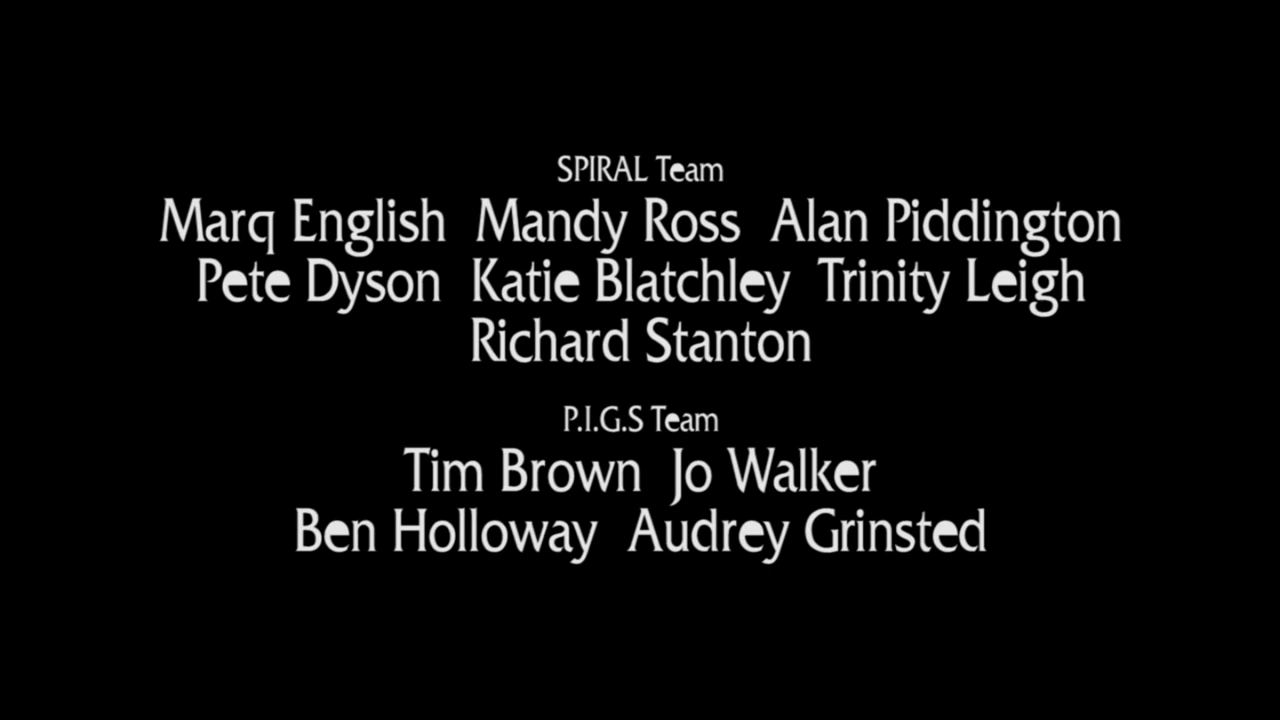 SPIRAL Team
Marq English Mandy Ross Alan Piddington
Pete Dyson Katie Blatchley Trinity Leigh
Richard Stanton
P.I.G.S Team
Tim Brown Jo Walker
Ben Holloway Audrey Grinsted